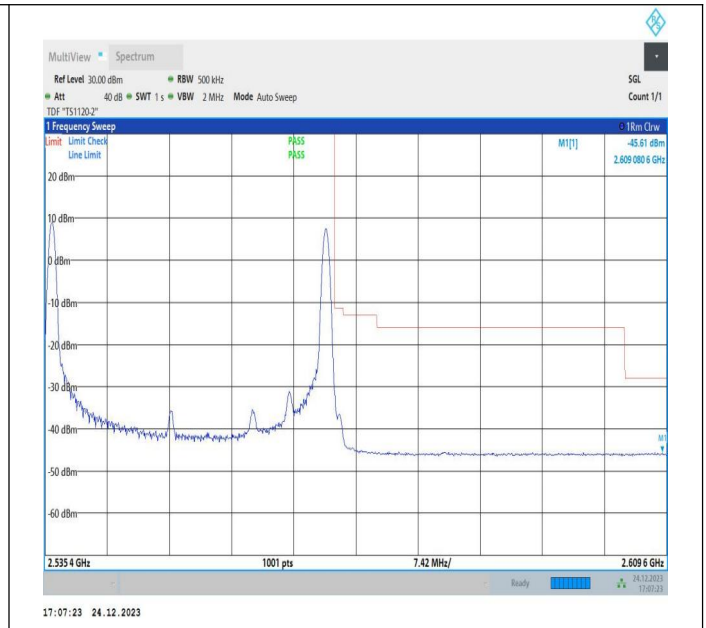 R&S
MultiView Spectrum
Ref Level 30.00 dBm RBW 500 kHz SGL
Att 40 dB SWT 1 s VBW 2 MHz Mode Auto Sweep Count 1/1
TDF "TS1120-2"
1 Frequency Sweep 1Rm Clrw
Limit Limit Check PASS M1[1] -45.61 dBm
Line Limit PASS 2.609 080 6 GHz
20 dBm
10 dBm
0 dBm
-10 dBm
-20 dBm
-30 dBm
-40 dBm
M1
-50 dBm
-60 dBm
2.535 4 GHz 1001 pts 7.42 MHz/ 2.609 6 GHz
Ready 24.12.2023
17:07:23
17:07:23 24.12.2023